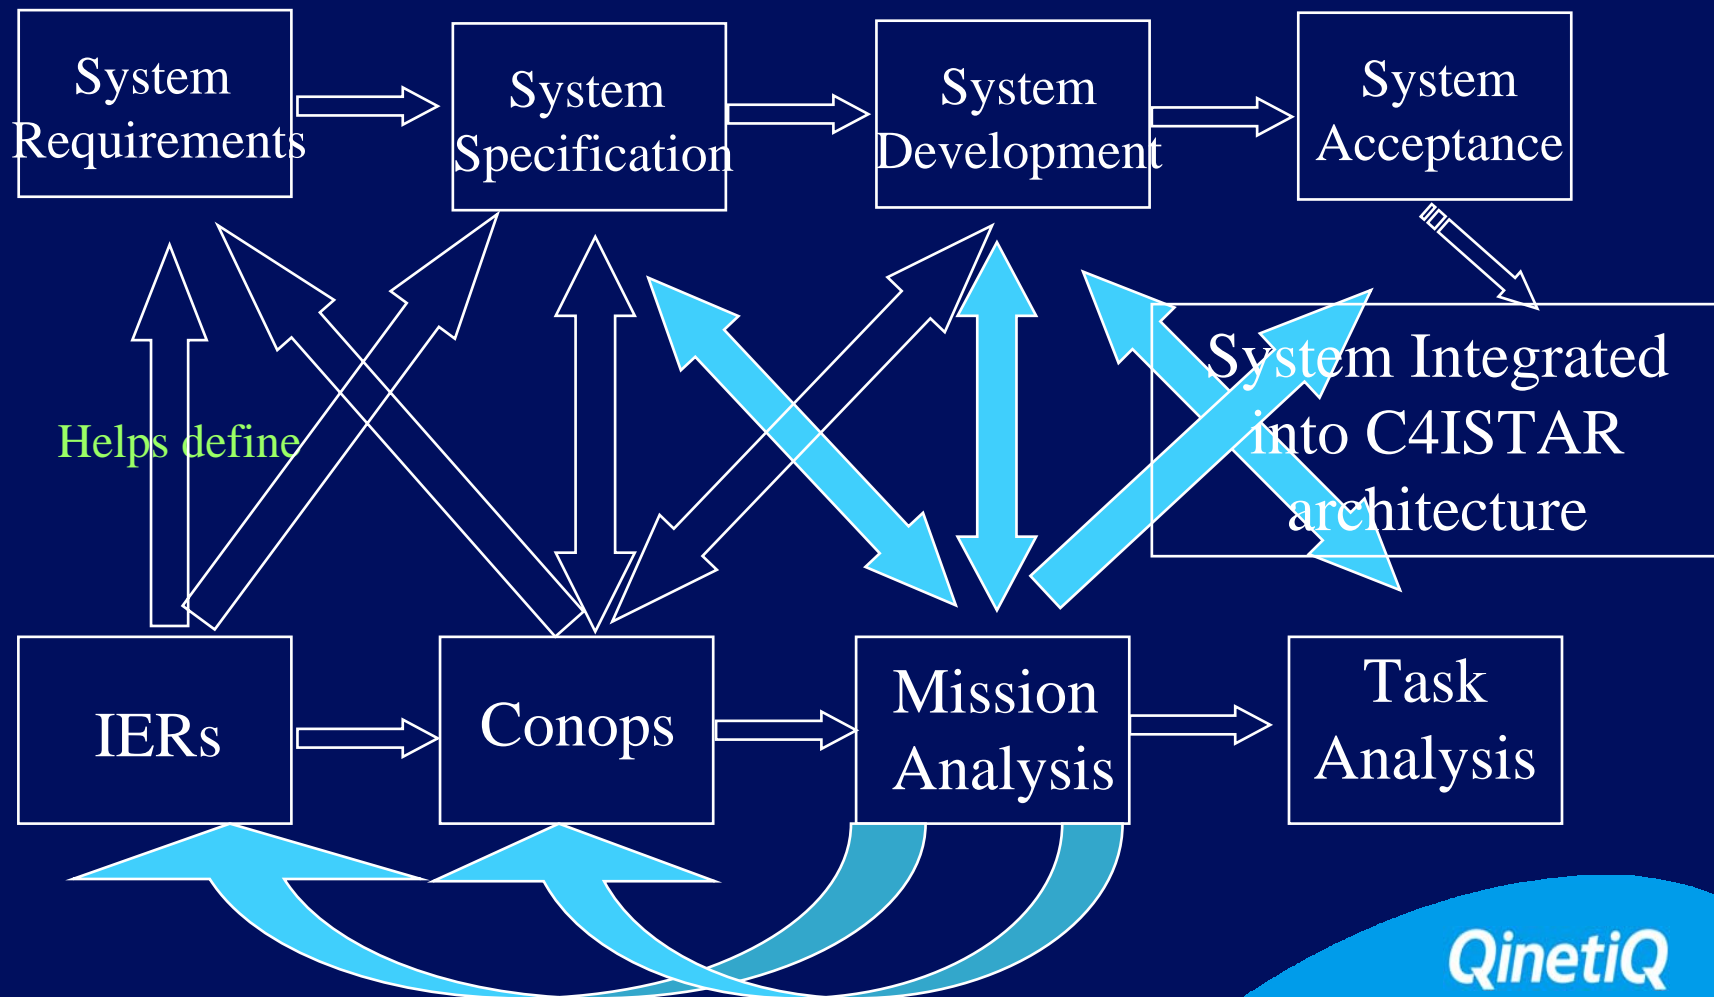 System
Requirements
System
Specification
System
Development
System
Acceptance
Helps define
System Integrated
into C4ISTAR
architecture
IERs
Conops
Mission
Analysis
Task
Analysis
QinetiQ